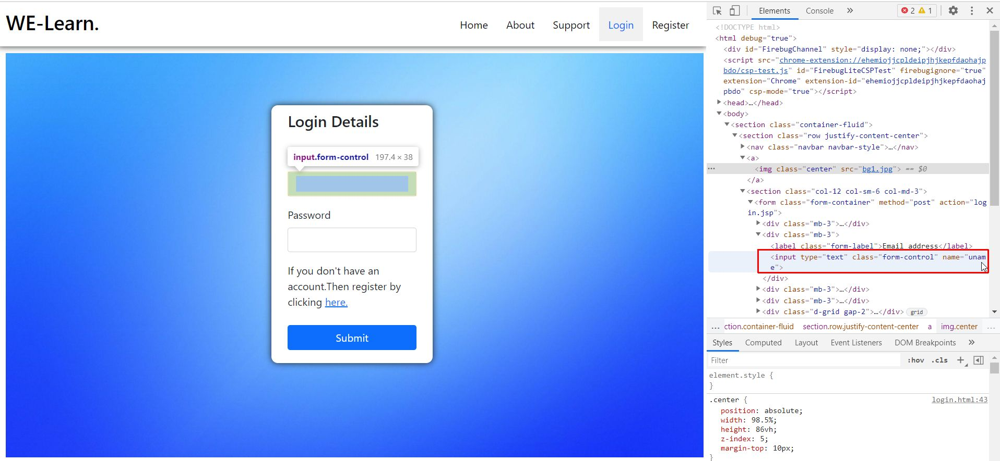 WE-Learn.
Home About Support Login Register
Login Details
input.form-control 197.4 × 38
Password
If you don't have an
account.Then register by
clicking here.
Submit
Elements Console » 2 1
<!DOCTYPE html>
<html debug="true">
<div id="FirebugChannel" style="display: none;"></div>
<script src="chrome-extension://ehemiojjcpldeipjhjkepfdaohajp
bdo/csp-test.js" id="FirebugLiteCSPTest" firebugignore="true"
extension="Chrome" extension-id="ehemiojjcpldeipjhjkepfdaohaj
pbdo" csp-mode="true"></script>
<head>…</head>
<body>
<section class="container-fluid">
<section class="row justify-content-center">
<nav class="navbar navbar-style">…</nav>
<a>
… <img class="center" src="bg1.jpg"> == $0
</a>
<section class="col-12 col-sm-6 col-md-3">
<form class="form-container" method="post" action="log
in.jsp">
<div class="mb-3">…</div>
<div class="mb-3">
<label class="form-label">Email address</label>
<input type="text" class="form-control" name="unam
e">
</div>
<div class="mb-3">…</div>
<div class="mb-3">…</div>
<div class="d-grid gap-2">…</div> grid
… ction.container-fluid section.row.justify-content-center a img.center …
Styles Computed Layout Event Listeners DOM Breakpoints »
Filter :hov .cls +
element.style {
}
.center { login.html:43
position: absolute;
width: 98.5%;
height: 86vh;
z-index: 5;
margin-top: 10px;
}